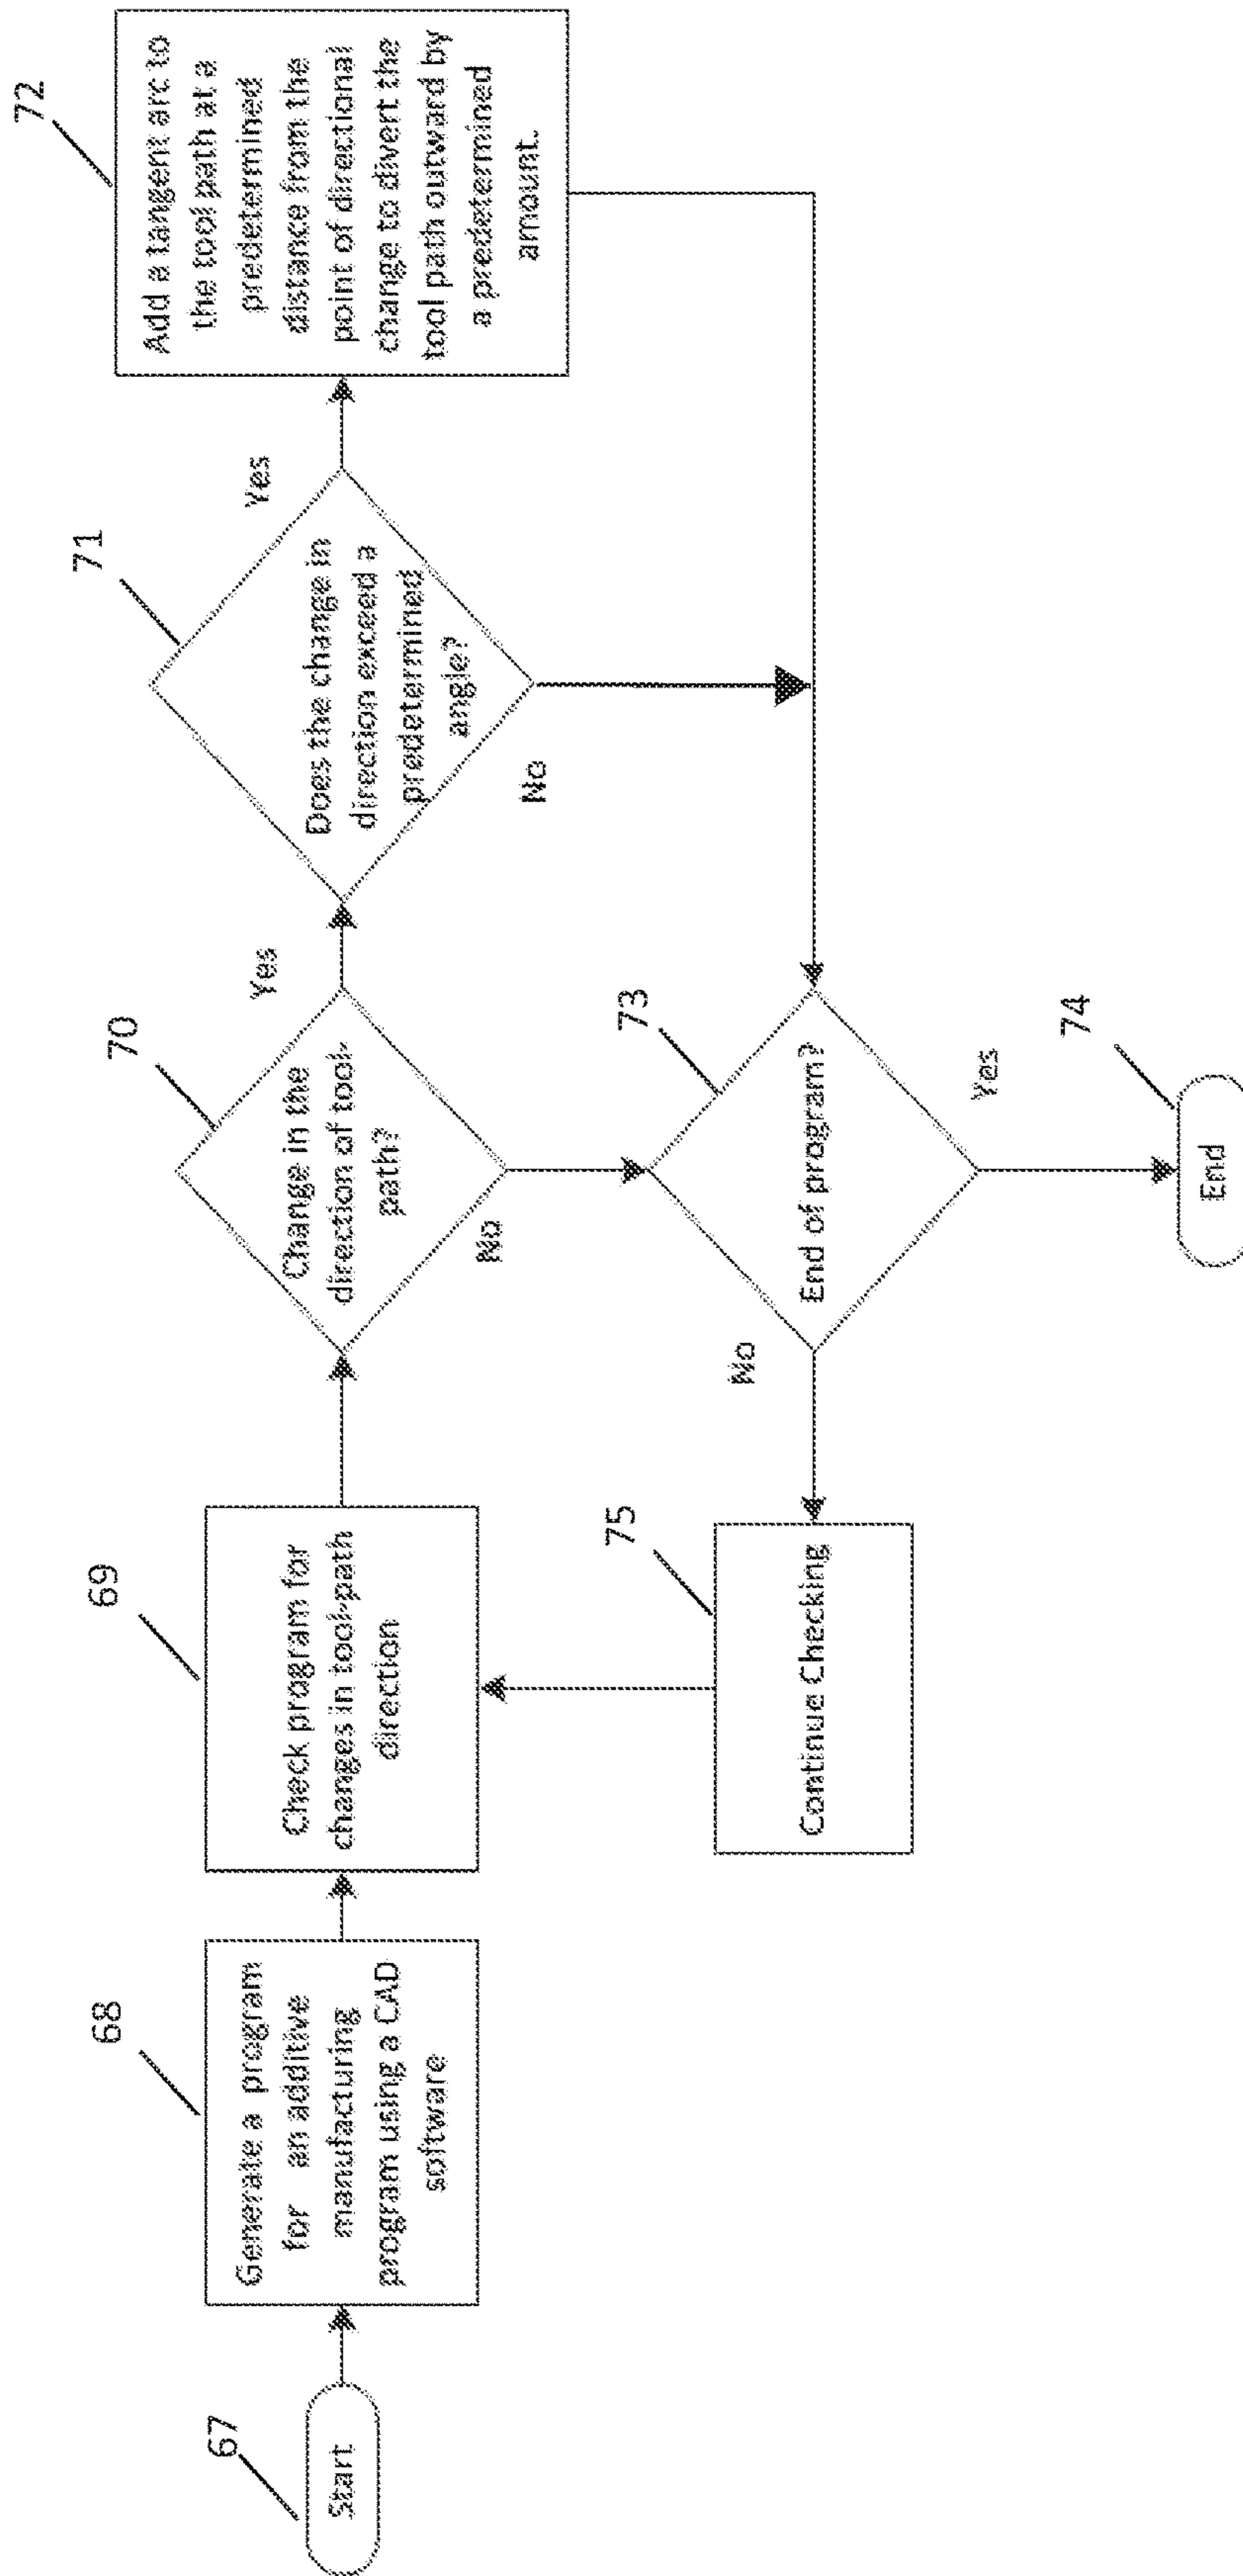 67
Start
68
Generate a program
for an additive
manufacturing
program using a CAD
software
69
Check program for
changes in tool-path
direction
70
Change in the
direction of tool-
path?
Yes
No
71
Does the change in
direction exceed a
predetermined
angle?
Yes
No
72
Add a tangent arc to
the tool path at a
predetermined
distance from the
point of directional
change to divert the
tool path outward by
a predetermined
amount.
73
End of program?
No
Yes
75
Continue Checking
74
End